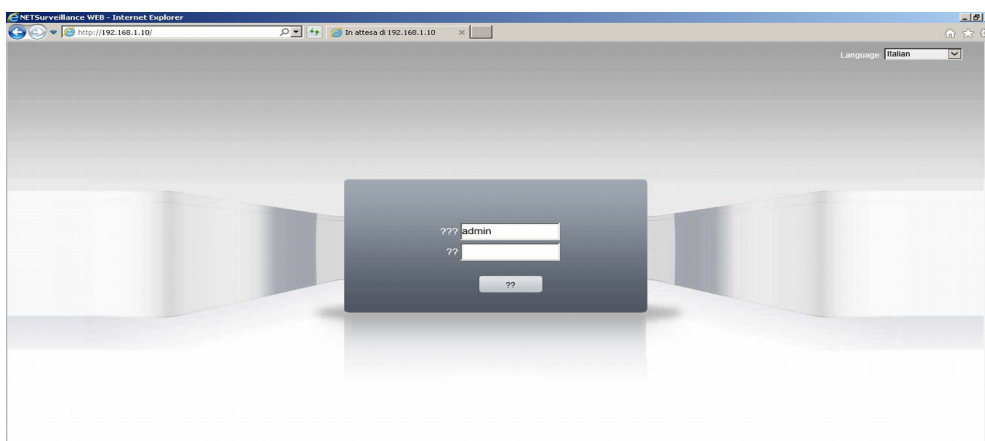 NETSurveillance WEB - Internet Explorer
http://192.168.1.10/
In attesa di 192.168.1.10
Language: Italian
??? admin
??
??